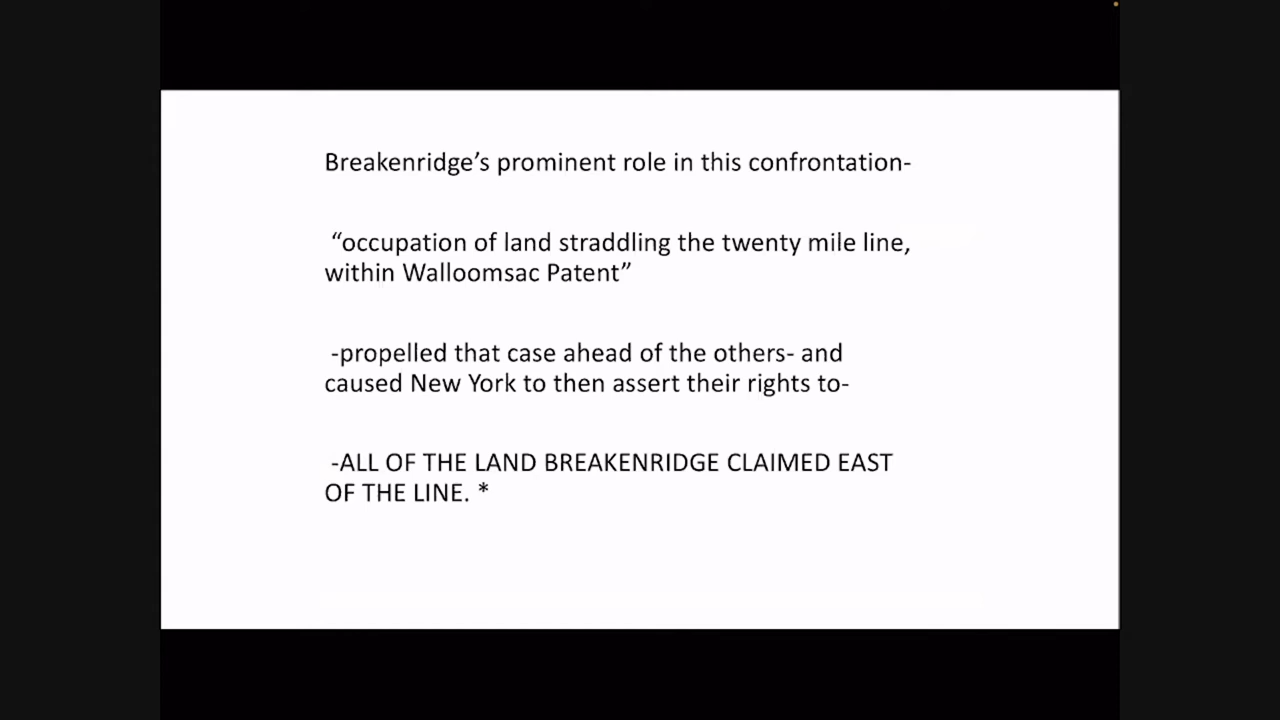 Breakenridge’s prominent role in this confrontation-
“occupation of land straddling the twenty mile line,
within Walloomsac Patent”
-propelled that case ahead of the others- and
caused New York to then assert their rights to-
-ALL OF THE LAND BREAKENRIDGE CLAIMED EAST
OF THE LINE. *